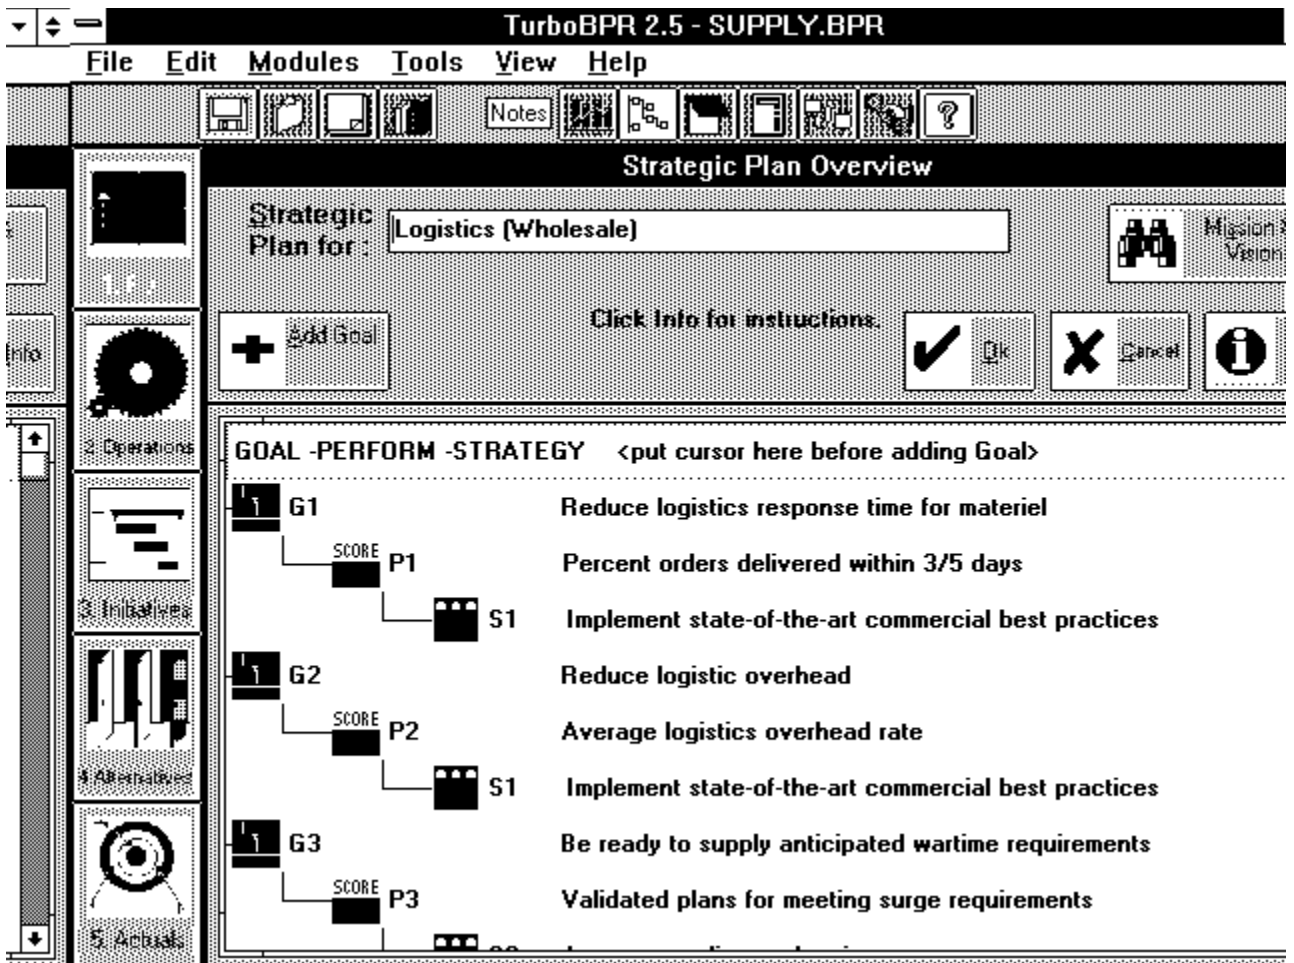 TurboBPR 2.5 - SUPPLY.BPR
File Edit Modules Tools View Help
Notes ?
Strategic Plan Overview
Strategic
Plan for :
Logistics (Wholesale)
Mission
Vision
Add Goal
Click Info for instructions.
Ok
Cancel
Info
2. Operations
3. Initiatives
4 Alternatives
5. Actuals
GOAL -PERFORM -STRATEGY <put cursor here before adding Goal>
G1 Reduce logistics response time for materiel
SCORE P1 Percent orders delivered within 3/5 days
S1 Implement state-of-the-art commercial best practices
G2 Reduce logistic overhead
SCORE P2 Average logistics overhead rate
S1 Implement state-of-the-art commercial best practices
G3 Be ready to supply anticipated wartime requirements
SCORE P3 Validated plans for meeting surge requirements